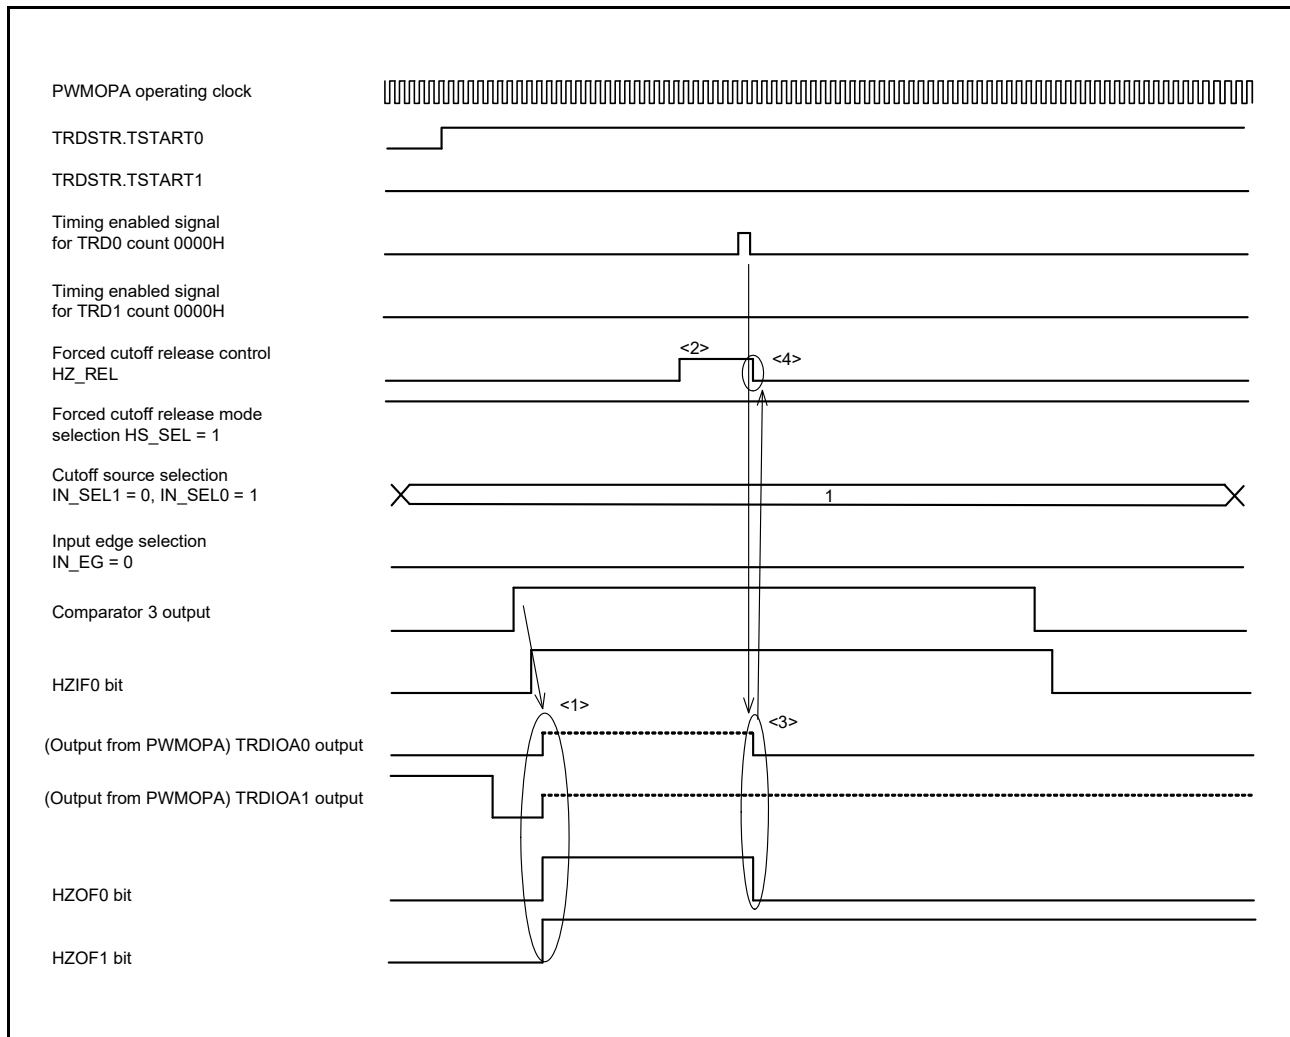 PWMOPA operating clock
TRDSTR.TSTART0
TRDSTR.TSTART1
Timing enabled signal
for TRD0 count 0000H
Timing enabled signal
for TRD1 count 0000H
Forced cutoff release control
HZ_REL
<2>
<4>
Forced cutoff release mode
selection HS_SEL = 1
Cutoff source selection
IN_SEL1 = 0, IN_SEL0 = 1
1
Input edge selection
IN_EG = 0
Comparator 3 output
HZIF0 bit
<1>
<3>
(Output from PWMOPA) TRDIOA0 output
(Output from PWMOPA) TRDIOA1 output
HZOF0 bit
HZOF1 bit